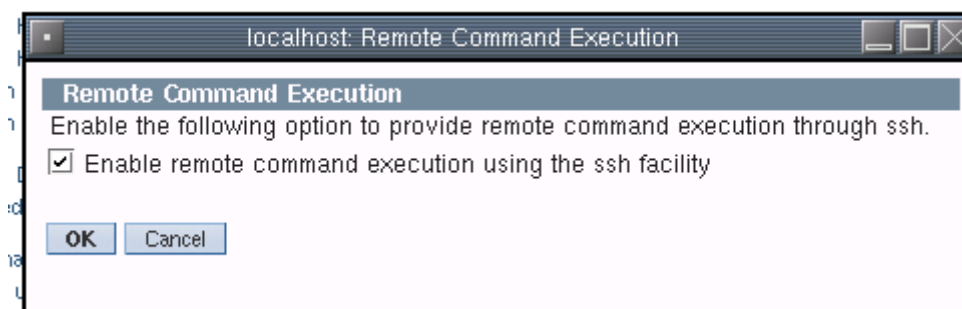 localhost: Remote Command Execution
Remote Command Execution
Enable the following option to provide remote command execution through ssh.
Enable remote command execution using the ssh facility
OK Cancel